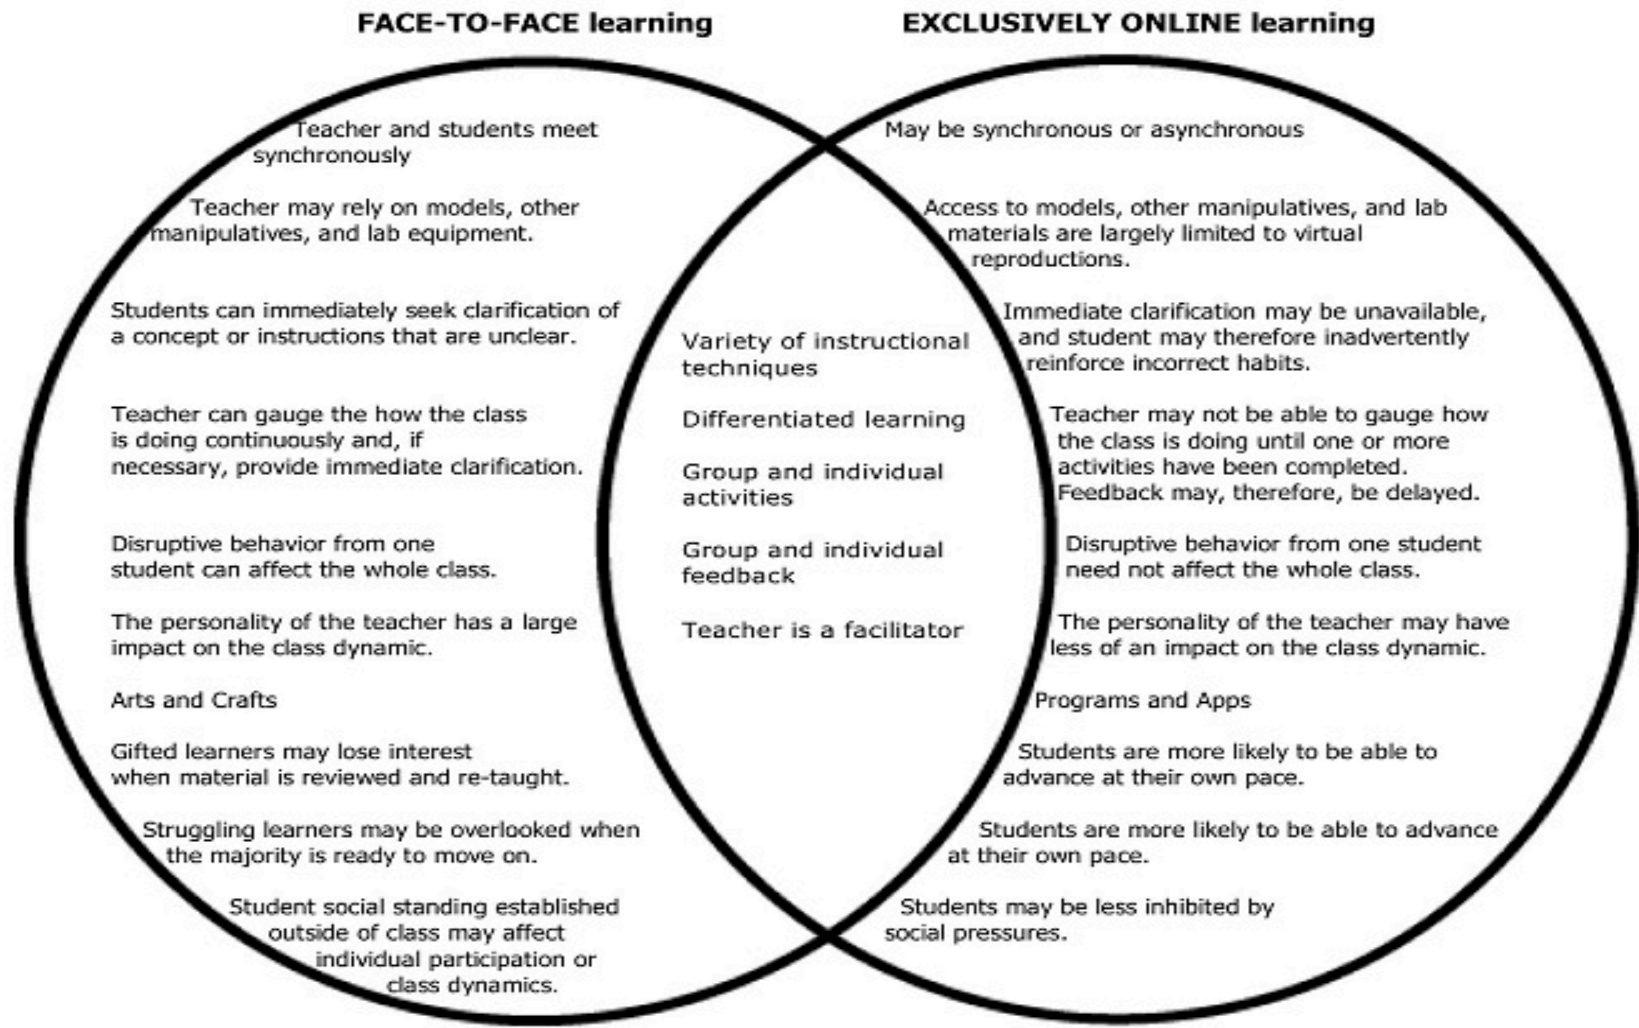 FACE-TO-FACE learning
EXCLUSIVELY ONLINE learning
Teacher and students meet
synchronously
Teacher may rely on models, other
manipulatives, and lab equipment.
Students can immediately seek clarification of
a concept or instructions that are unclear.
Teacher can gauge the how the class
is doing continuously and, if
necessary, provide immediate clarification.
Disruptive behavior from one
student can affect the whole class.
The personality of the teacher has a large
impact on the class dynamic.
Arts and Crafts
Gifted learners may lose interest
when material is reviewed and re-taught.
Struggling learners may be overlooked when
the majority is ready to move on.
Student social standing established
outside of class may affect
individual participation or
class dynamics.
Variety of instructional
techniques
Differentiated learning
Group and individual
activities
Group and individual
feedback
Teacher is a facilitator
May be synchronous or asynchronous
Access to models, other manipulatives, and lab
materials are largely limited to virtual
reproductions.
Immediate clarification may be unavailable,
and student may therefore inadvertently
reinforce incorrect habits.
Teacher may not be able to gauge how
the class is doing until one or more
activities have been completed.
Feedback may, therefore, be delayed.
Disruptive behavior from one student
need not affect the whole class.
The personality of the teacher may have
less of an impact on the class dynamic.
Programs and Apps
Students are more likely to be able to
advance at their own pace.
Students are more likely to be able to advance
at their own pace.
Students may be less inhibited by
social pressures.